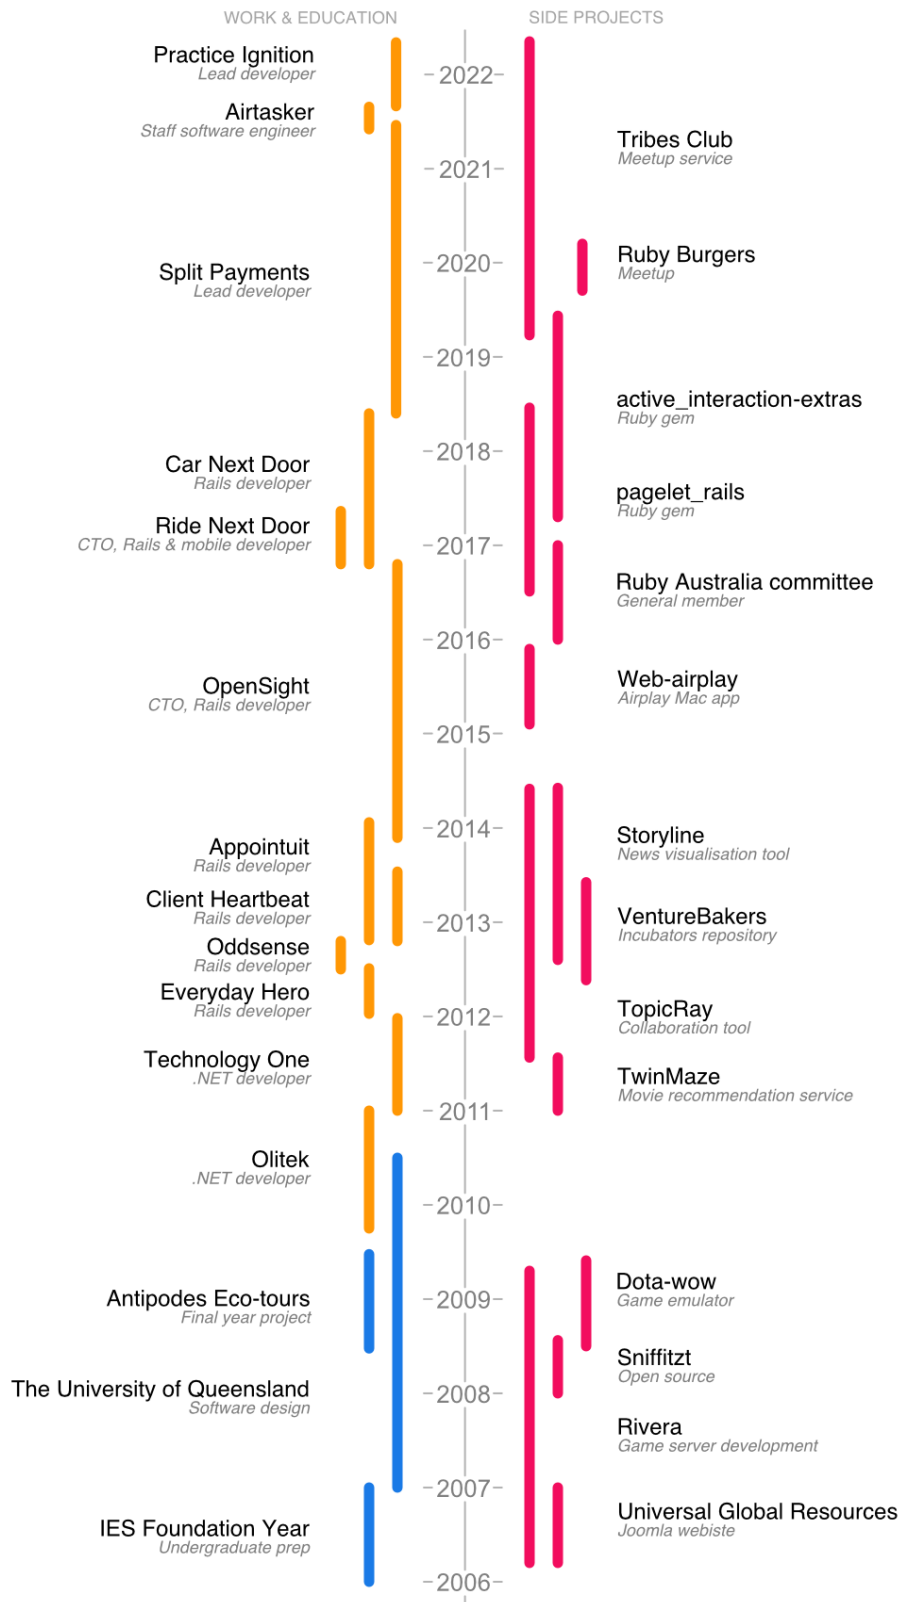 WORK & EDUCATION
SIDE PROJECTS
Practice Ignition
Lead developer
2022
Airtasker
Staff software engineer
Tribes Club
Meetup service
2021
Ruby Burgers
Meetup
2020
Split Payments
Lead developer
2019
active_interaction-extras
Ruby gem
2018
Car Next Door
Rails developer
pagelet_rails
Ruby gem
Ride Next Door
CTO, Rails & mobile developer
2017
Ruby Australia committee
General member
2016
OpenSight
CTO, Rails developer
Web-airplay
Airplay Mac app
2015
2014
Storyline
News visualisation tool
Appointuit
Rails developer
Client Heartbeat
Rails developer
VentureBakers
Incubators repository
2013
Oddsense
Rails developer
Everyday Hero
Rails developer
TopicRay
Collaboration tool
2012
Technology One
.NET developer
TwinMaze
Movie recommendation service
2011
Olitek
.NET developer
2010
Dota-wow
Game emulator
2009
Antipodes Eco-tours
Final year project
Sniffitzt
Open source
The University of Queensland
Software design
2008
Rivera
Game server development
2007
Universal Global Resources
Joomla webiste
IES Foundation Year
Undergraduate prep
2006